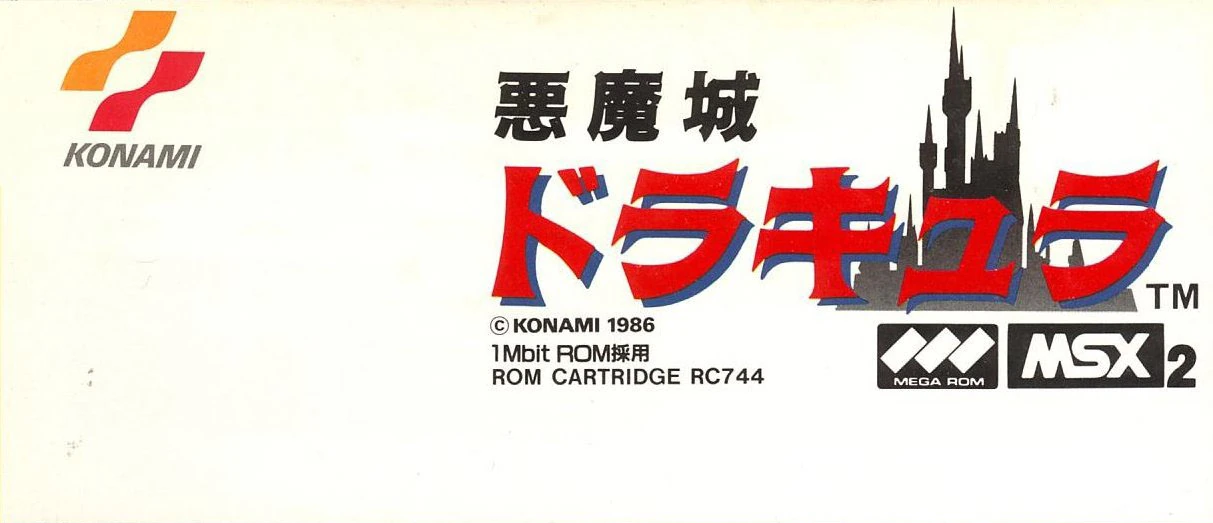 KONAMI
悪魔城
ドラキュラ TM
© KONAMI 1986
1Mbit ROM採用
ROM CARTRIDGE RC744
MEGA ROM
MSX 2